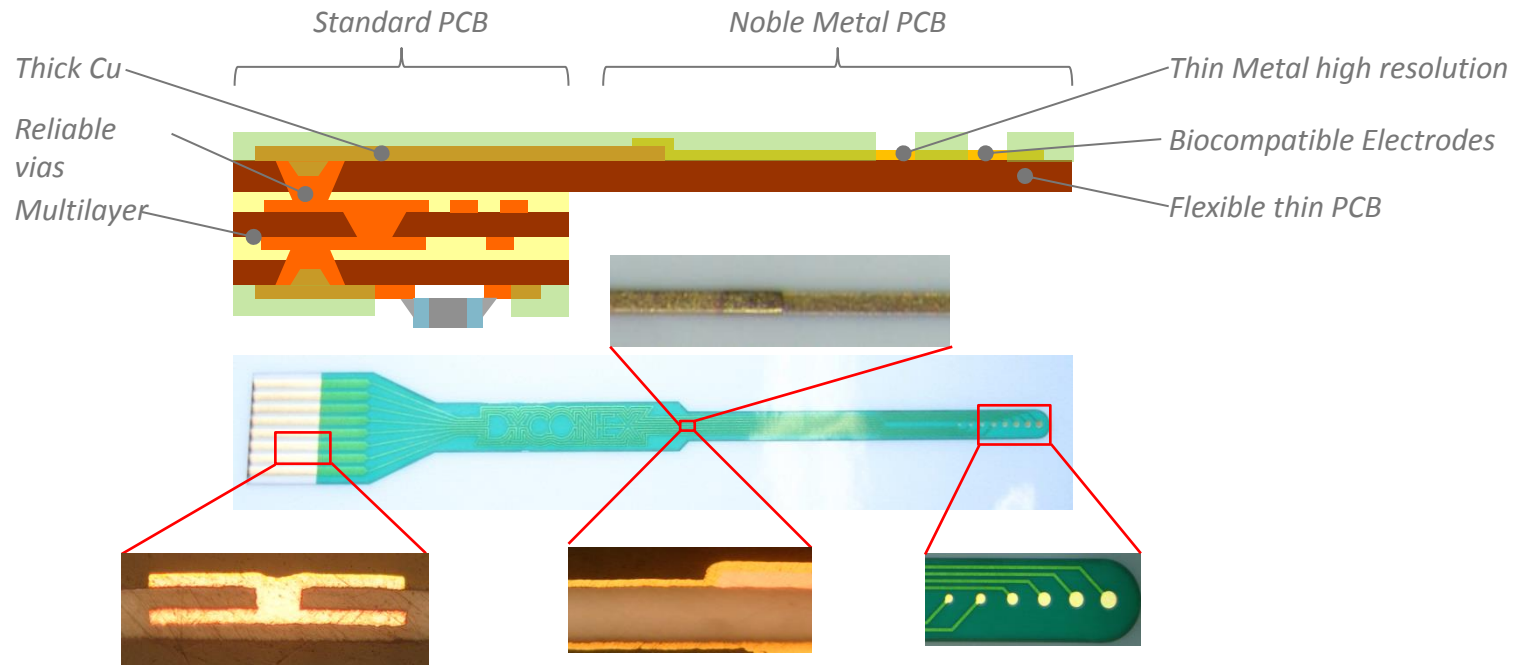 Standard PCB
Noble Metal PCB
Thick Cu
Thin Metal high resolution
Reliable
vias
Biocompatible Electrodes
Multilayer
Flexible thin PCB
DYCONEX